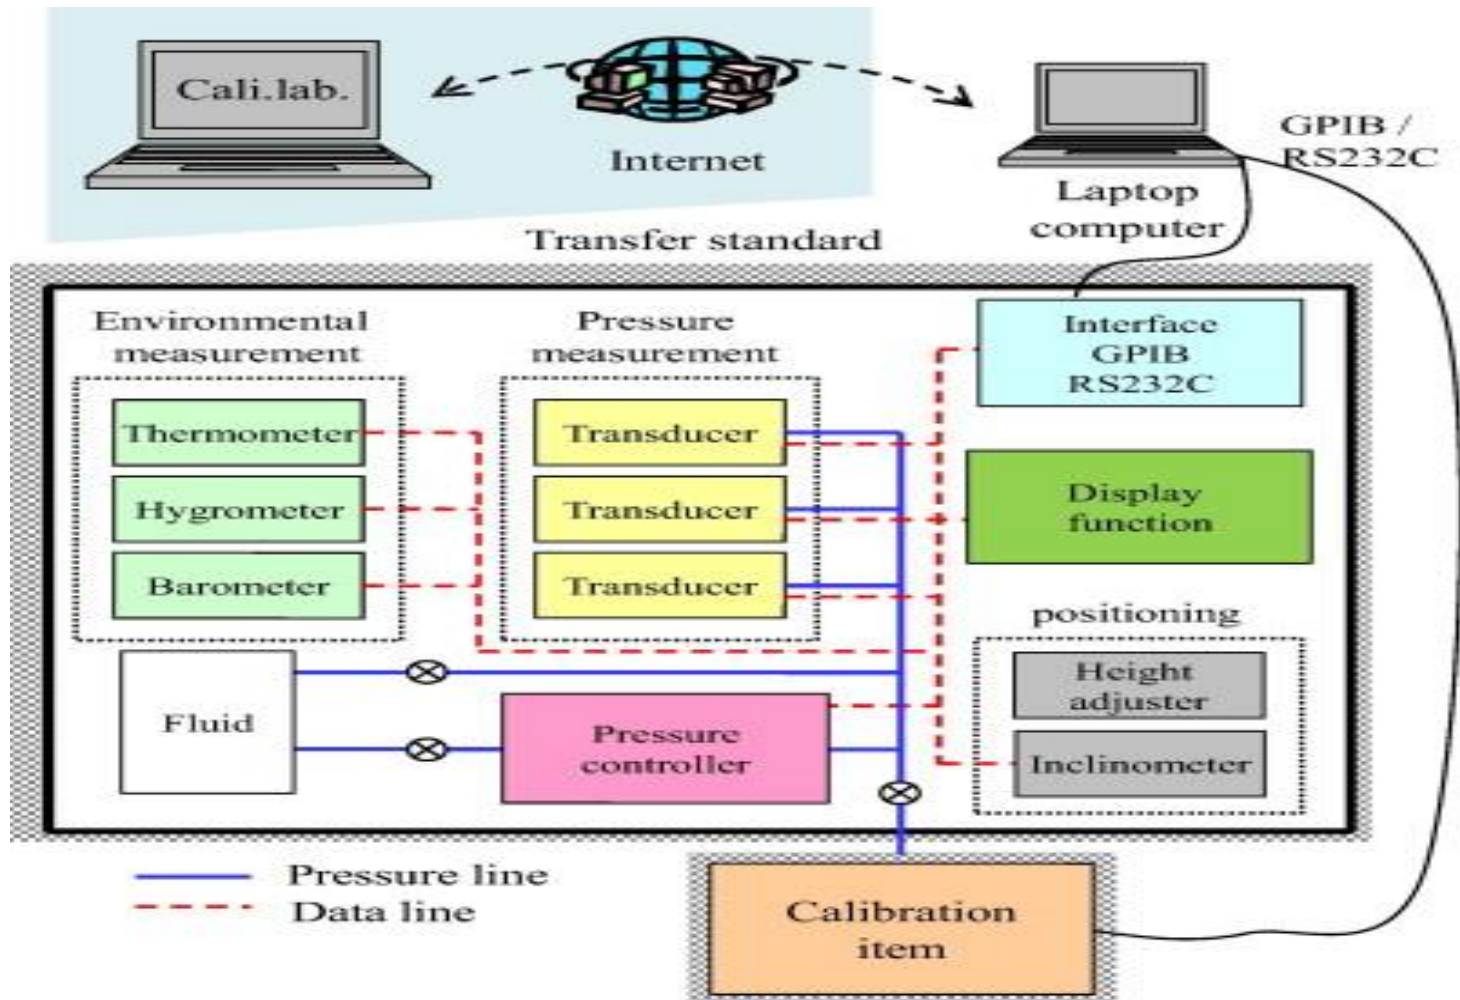 Cali.lab.
Internet
Laptop
computer
GPIB /
RS232C
Transfer standard
Environmental
measurement
Thermometer
Hygrometer
Barometer
Pressure
measurement
Transducer
Transducer
Transducer
Interface
GPIB
RS232C
Display
function
positioning
Height
adjuster
Inclinometer
Fluid
Pressure
controller
Pressure line
Data line
Calibration
item